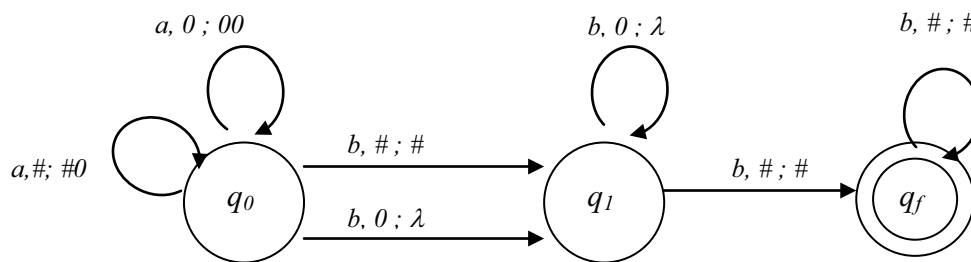 a, 0 ; 00
b, 0 ; λ
b, # ; #
a,#; #0
b, # ; #
b, # ; #
q0
q1
qf
b, 0 ; λ